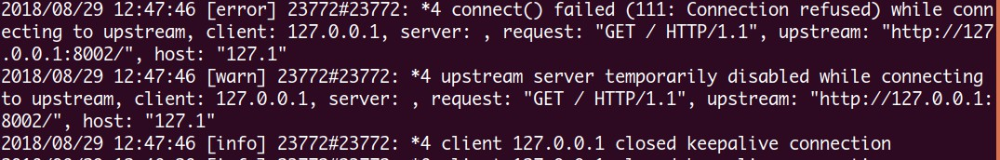 2018/08/29 12:47:46 [error] 23772#23772: *4 connect() failed (111: Connection refused) while conn
ecting to upstream, client: 127.0.0.1, server: , request: "GET / HTTP/1.1", upstream: "http://127
.0.0.1:8002/", host: "127.1"
2018/08/29 12:47:46 [warn] 23772#23772: *4 upstream server temporarily disabled while connecting
to upstream, client: 127.0.0.1, server: , request: "GET / HTTP/1.1", upstream: "http://127.0.0.1:
8002/", host: "127.1"
2018/08/29 12:47:46 [info] 23772#23772: *4 client 127.0.0.1 closed keepalive connection